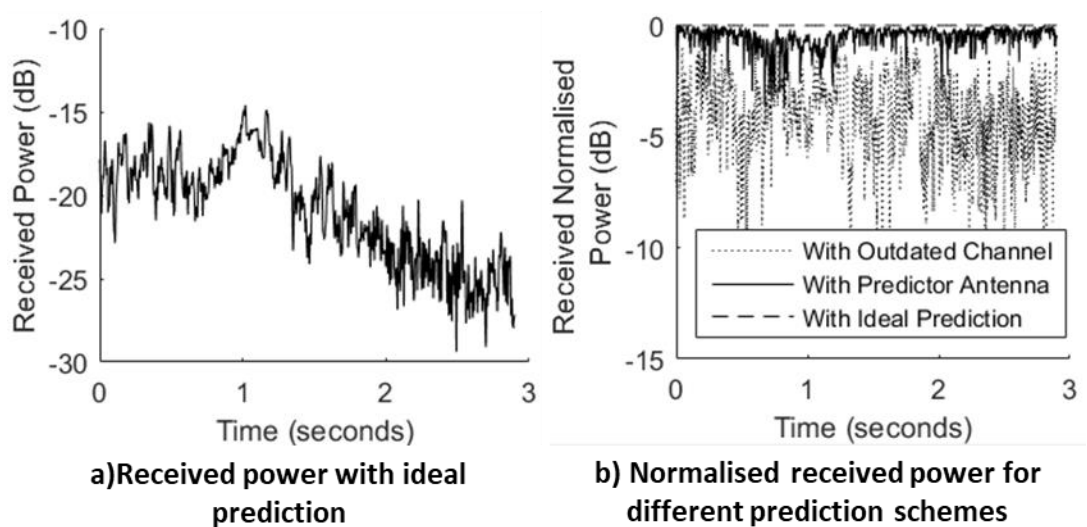 -10
-15
-20
-25
-30
Received Power (dB)
0
1
2
3
Time (seconds)
a)Received power with ideal
prediction
0
-5
-10
-15
Received Normalised
Power (dB)
With Outdated Channel
With Predictor Antenna
With Ideal Prediction
0
1
2
3
Time (seconds)
b) Normalised received power for
different prediction schemes